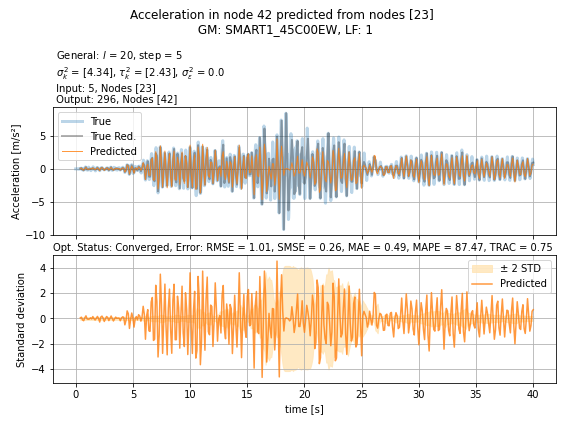 Acceleration in node 42 predicted from nodes [23]
GM: SMART1_45C00EW, LF: 1
General: l = 20, step = 5
σ²ₖ = [4.34], τ²ₖ = [2.43], σ²_ε = 0.0
Input: 5, Nodes [23]
Output: 296, Nodes [42]
True
True Red.
Predicted
Acceleration [m/s²]
5
0
−5
−10
Opt. Status: Converged, Error: RMSE = 1.01, SMSE = 0.26, MAE = 0.49, MAPE = 87.47, TRAC = 0.75
± 2 STD
Predicted
Standard deviation
4
2
0
−2
−4
0 5 10 15 20 25 30 35 40
time [s]